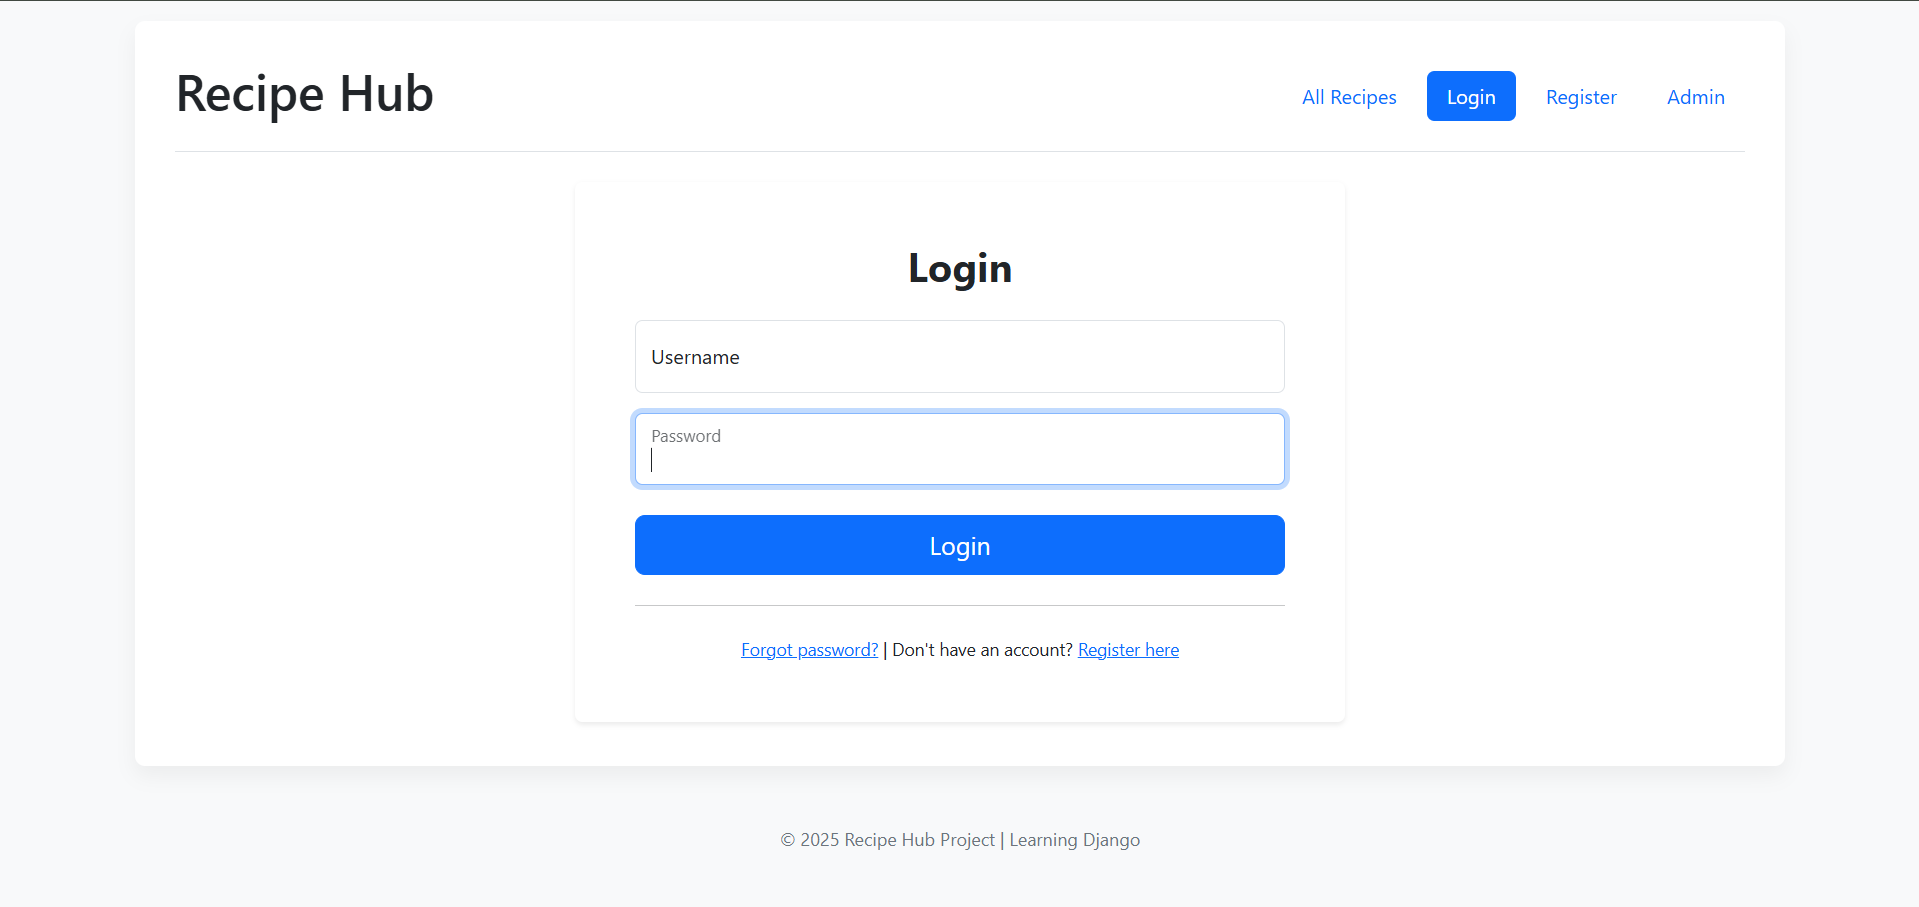 Recipe Hub
All Recipes Login Register Admin
Login
Username
Password
Login
Forgot password? | Don't have an account? Register here
© 2025 Recipe Hub Project | Learning Django